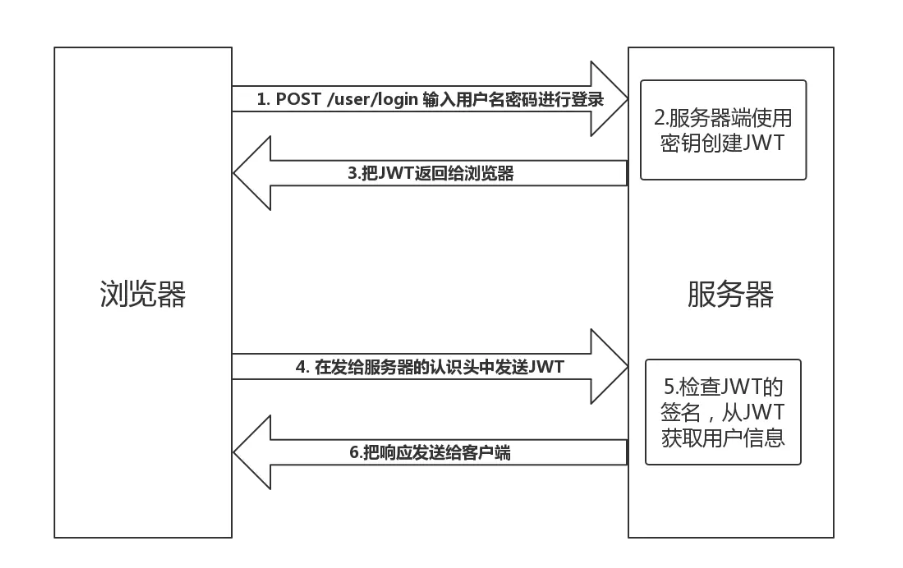 1. POST /user/login 输入用户名密码进行登录
2.服务器端使用
密钥创建JWT
3.把JWT返回给浏览器
浏览器
服务器
4. 在发给服务器的认识头中发送JWT
5.检查JWT的
签名，从JWT
获取用户信息
6.把响应发送给客户端